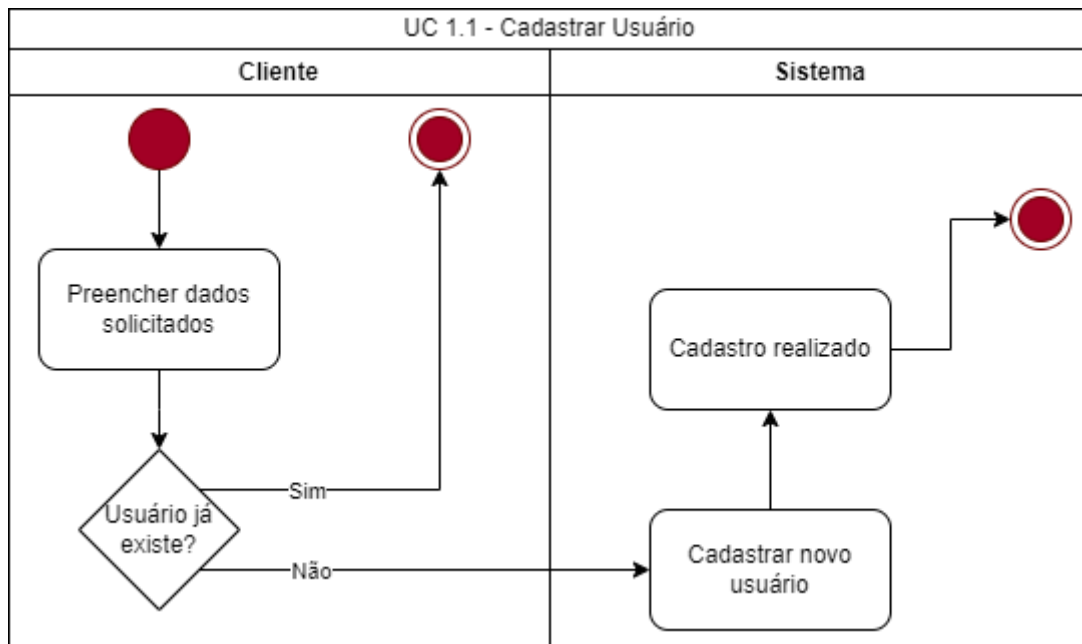 UC 1.1 - Cadastrar Usuário
Cliente
Sistema
Preencher dados
solicitados
Cadastro realizado
Usuário já
existe?
Sim
Não
Cadastrar novo
usuário